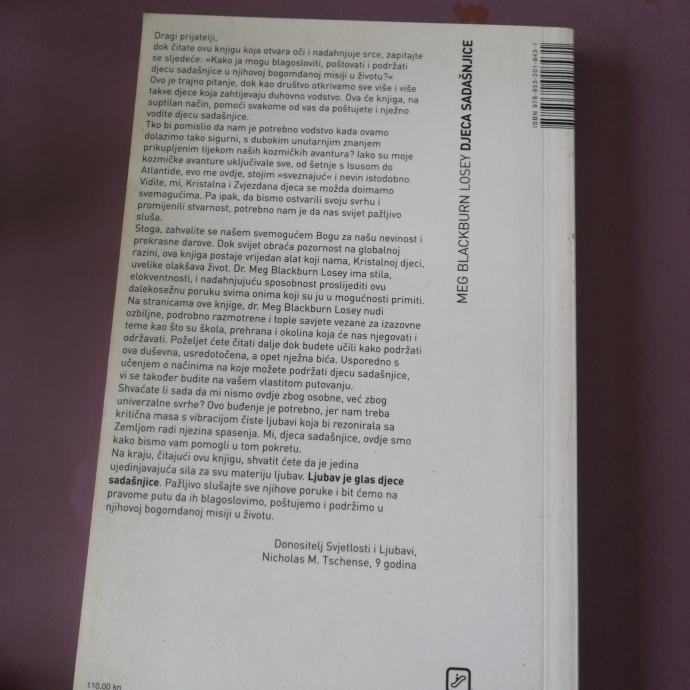 Dragi prijatelji,
dok čitate ovu knjigu koja otvara oči i nadahnjuje srce, zapitajte
se sljedeće: »Kako ja mogu blagosloviti, poštovati i podržati
djecu sadašnjice u njihovoj bogomdanoj misiji u životu?«
Ovo je trajno pitanje, dok kao društvo otkrivamo sve više i više
takve djece koja zahtijevaju duhovno vodstvo. Ova će knjiga, na
suptilan način, pomoći svakome od vas da poštujete i nježno
vodite djecu sadašnjice.
Tko bi pomislio da nam je potrebno vodstvo kada ovamo
dolazimo tako sigurni, s dubokim unutarnjim znanjem
prikupljenim tijekom naših kozmičkih avantura? Iako su moje
kozmičke avanture uključivale sve, od šetnje s Isusom do
Atlantide, evo me ovdje, stojim »sveznajuć« i nevin istodobno.
Vidite, mi, Kristalna i Zvjezdana djeca se možda doimamo
svemogućima. Pa ipak, da bismo ostvarili svoju svrhu i
promijenili stvarnost, potrebno nam je da nas svijet pažljivo
sluša.
Stoga, zahvalite se našem svemogućem Bogu za našu nevinost i
prekrasne darove. Dok svijet obraća pozornost na globalnoj
razini, ova knjiga postaje vrijedan alat koji nama, Kristalnoj djeci,
uvelike olakšava život. Dr. Meg Blackburn Losey ima stila,
elokventnosti, i nadahnjujuću sposobnost proslijediti ovu
dalekosežnu poruku svima onima koji su ju u mogućnosti primiti.
Na stranicama ove knjige, dr. Meg Blackburn Losey nudi
ozbiljne, podrobno razmotrene i tople savjete vezane za izazovne
teme kao što su škola, prehrana i okolina koja će nas njegovati i
održavati. Poželjet ćete čitati dalje dok budete učili kako podržati
ova duševna, usredotočena, a opet nježna bića. Usporedno s
učenjem o načinima na koje možete podržati djecu sadašnjice,
vi se također budite na vašem vlastitom putovanju.
Shvaćate li sada da mi nismo ovdje zbog osobne, već zbog
univerzalne svrhe? Ovo buđenje je potrebno, jer nam treba
kritična masa s vibracijom čiste ljubavi koja bi rezonirala sa
Zemljom radi njezina spasenja. Mi, djeca sadašnjice, ovdje smo
kako bismo vam pomogli u tom pokretu.
Na kraju, čitajući ovu knjigu, shvatit ćete da je jedina
ujedinjavajuća sila za svu materiju ljubav. Ljubav je glas djece
sadašnjice. Pažljivo slušajte sve njihove poruke i bit ćemo na
pravome putu da ih blagoslovimo, poštujemo i podržimo u
njihovoj bogomdanoj misiji u životu.
Donositelj Svjetlosti i Ljubavi,
Nicholas M. Tschense, 9 godina
110,00 kn
MEG BLACKBURN LOSEY DJECA SADAŠNJICE
ISBN 978-953-201-843-1